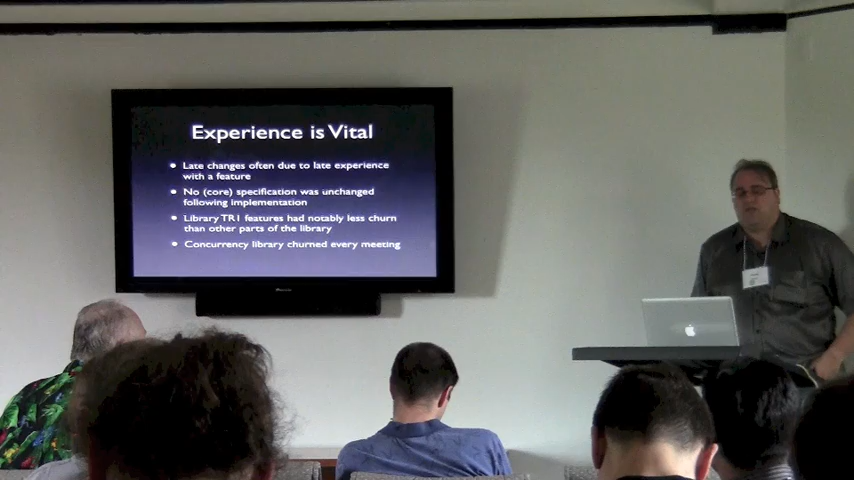 Experience is Vital
• Late changes often due to late experience
with a feature
• No (core) specification was unchanged
following implementation
• Library TR1 features had notably less churn
than other parts of the library
• Concurrency library churned every meeting